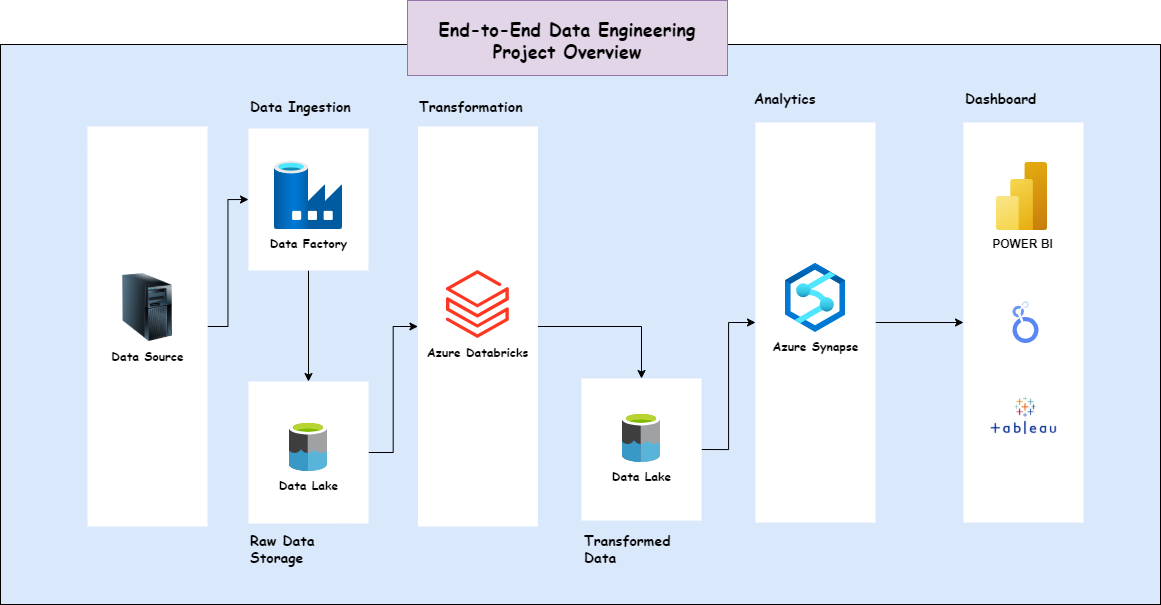 End-to-End Data Engineering
Project Overview
Data Ingestion
Transformation
Analytics
Dashboard
Data Factory
POWER BI
Data Source
Azure Databricks
Azure Synapse
tableau
Data Lake
Data Lake
Raw Data
Storage
Transformed
Data